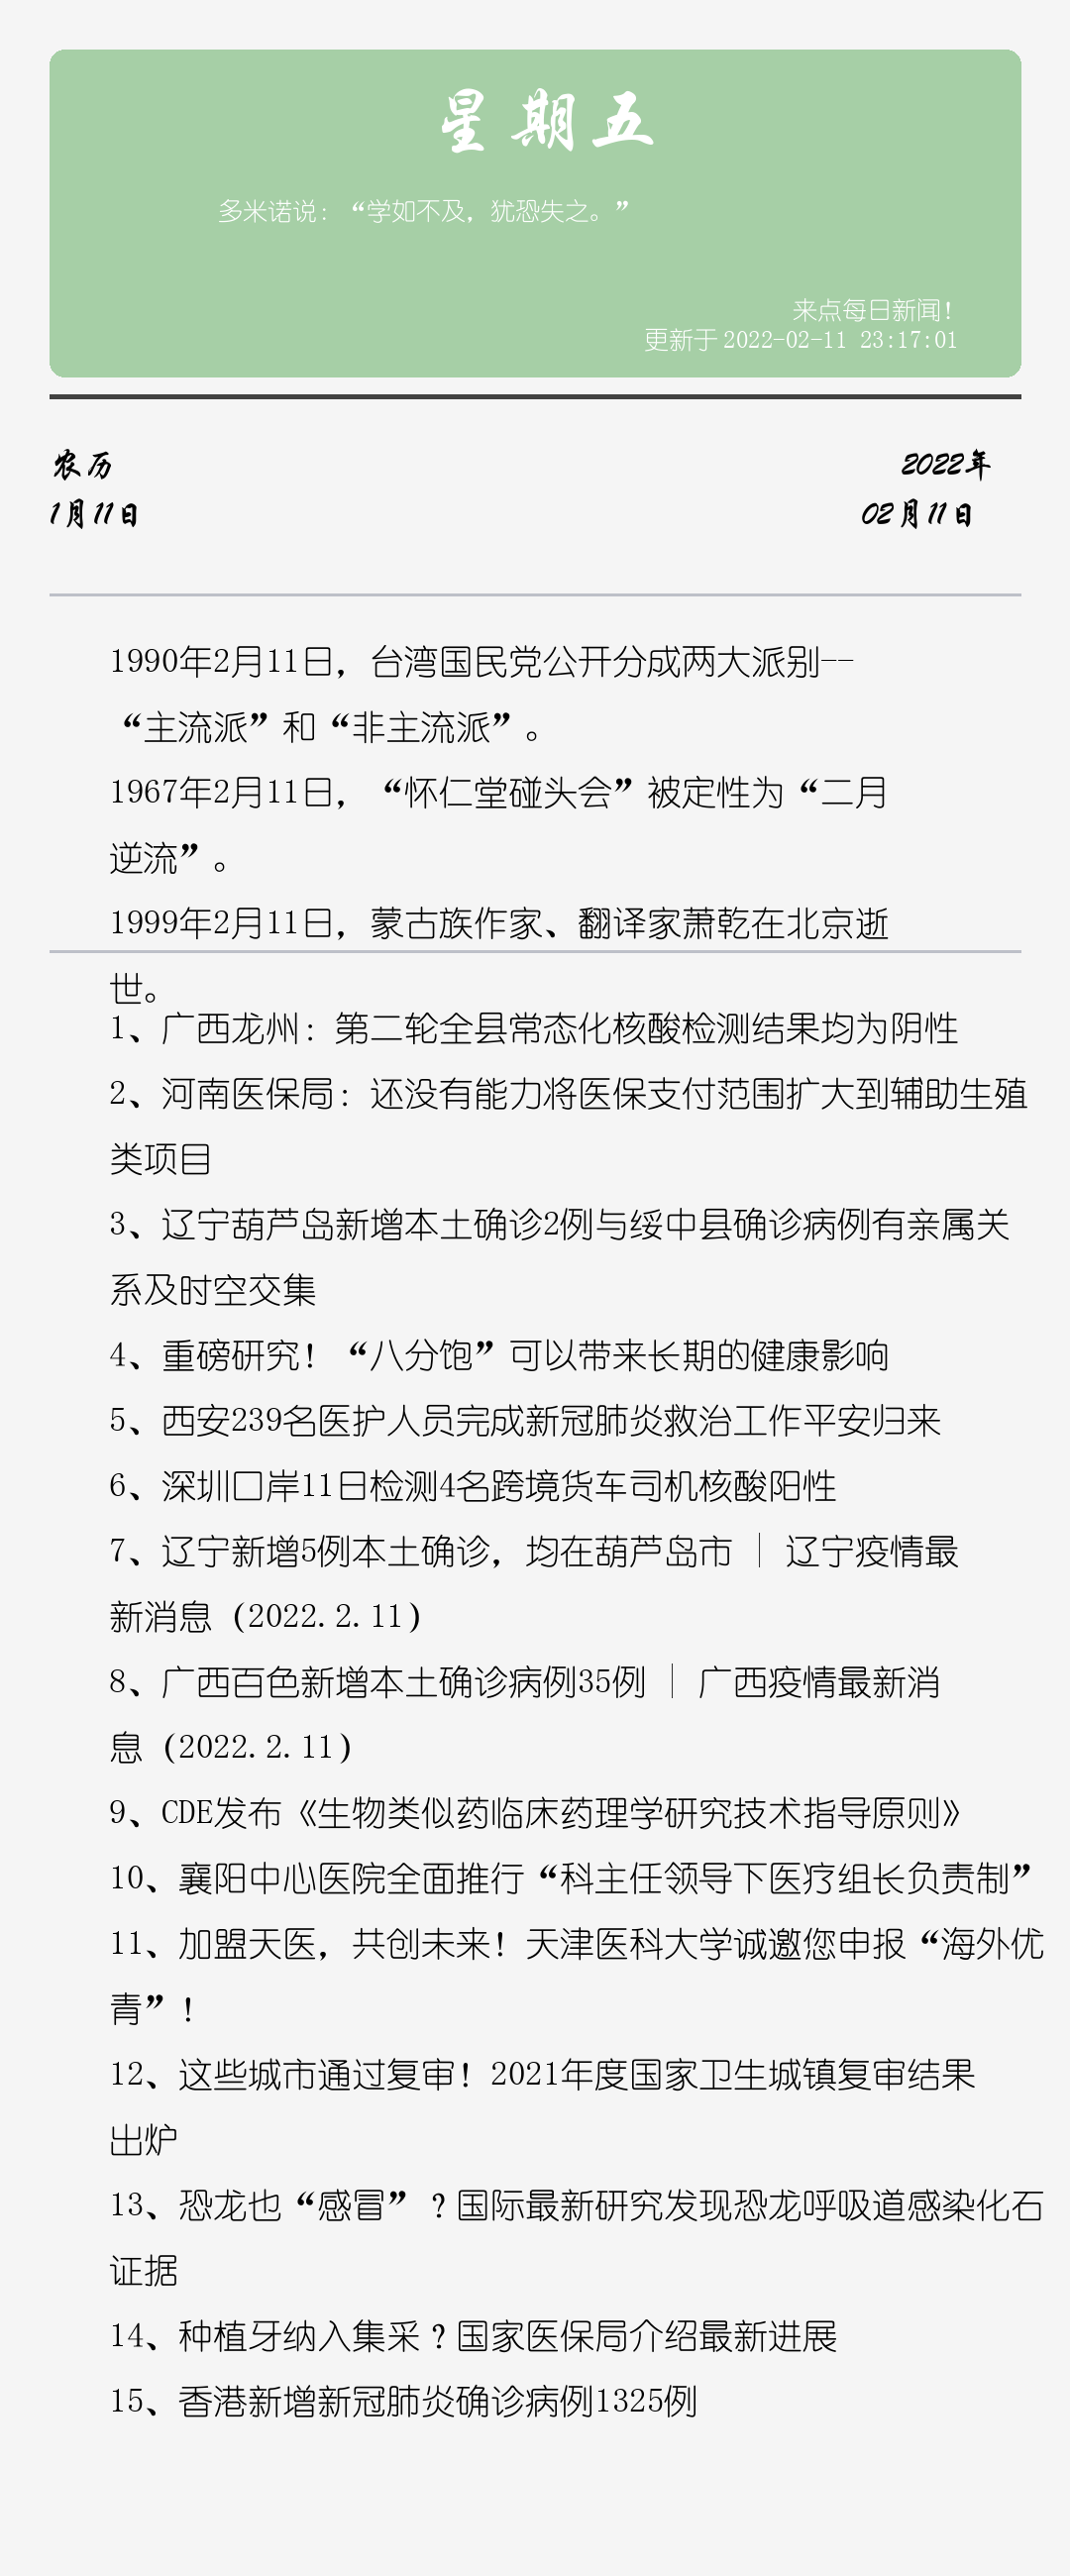 星期五
多米诺说：“学如不及，犹恐失之。”
来点每日新闻！
更新于2022-02-11 23:17:01
农历
2022年
1月11日
02月11日
1990年2月11日，台湾国民党公开分成两大派别--
“主流派”和“非主流派”。
1967年2月11日，“怀仁堂碰头会”被定性为“二月
逆流”。
1999年2月11日，蒙古族作家、翻译家萧乾在北京逝
世。
1、广西龙州：第二轮全县常态化核酸检测结果均为阴性
2、河南医保局：还没有能力将医保支付范围扩大到辅助生殖
类项目
3、辽宁葫芦岛新增本土确诊2例与绥中县确诊病例有亲属关
系及时空交集
4、重磅研究！“八分饱”可以带来长期的健康影响
5、西安239名医护人员完成新冠肺炎救治工作平安归来
6、深圳口岸11日检测4名跨境货车司机核酸阳性
7、辽宁新增5例本土确诊，均在葫芦岛市｜辽宁疫情最
新消息（2022.2.11）
8、广西百色新增本土确诊病例35例｜广西疫情最新消
息（2022.2.11）
9、CDE发布《生物类似药临床药理学研究技术指导原则》
10、襄阳中心医院全面推行“科主任领导下医疗组长负责制”
11、加盟天医，共创未来！天津医科大学诚邀您申报“海外优
青”！
12、这些城市通过复审！2021年度国家卫生城镇复审结果
出炉
13、恐龙也“感冒”？国际最新研究发现恐龙呼吸道感染化石
证据
14、种植牙纳入集采？国家医保局介绍最新进展
15、香港新增新冠肺炎确诊病例1325例